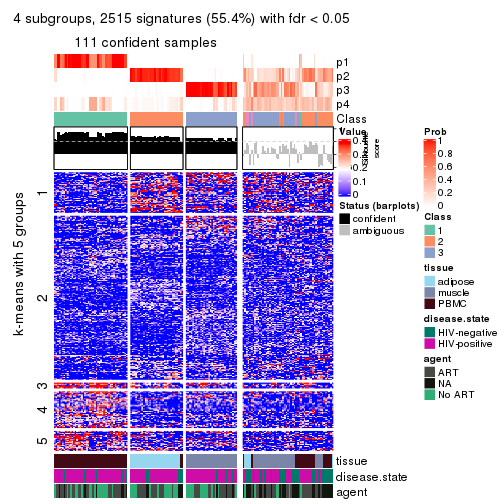 4 subgroups, 2515 signatures (55.4%) with fdr < 0.05
111 confident samples
p1
p2
p3
p4
Class
Silhouette
score
k-means with 5 groups
1
2
3
4
5
tissue
disease.state
agent
Value
0.2
0.1
0
Status (barplots)
confident
ambiguous
Prob
1
0.8
0.6
0.4
0.2
0
Class
1
2
3
tissue
adipose
muscle
PBMC
disease.state
HIV-negative
HIV-positive
agent
ART
NA
No ART